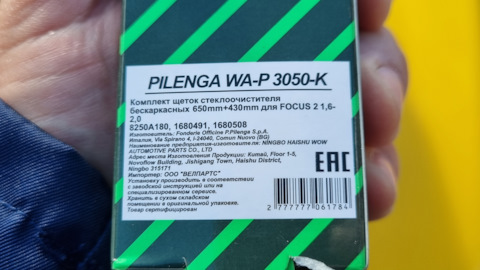 PILENGA WA-P 3050-K
Комплект щеток стеклоочистителя
бескаркасных 650mm+430mm для FOCUS 2 1,6-
2,0
8250A180, 1680491, 1680508
Изготовитель: Fonderie Officine P.Pilenga S.p.A.
Италия, Via Spirano 4, I-24040, Comun Nuovo (BG)
Наименование предприятия-изготовителя: NINGBO HAISHU WOW
AUTOMOTIVE PARTS CO., LTD
Адрес места Изготовления Продукции: Китай, Floor 1-5,
Novoflow Building, Jishigang Town, Haishu District,
Ningbo 315171
Импортер: ООО "ВЕЛЛПАРТС"
Установку производить в соответствии
с заводской инструкцией или на
специализированном сервисе.
Хранить в сухом складском
помещении в оригинальной упаковке.
Товар сертифицирован
EAC
2 777777 061784